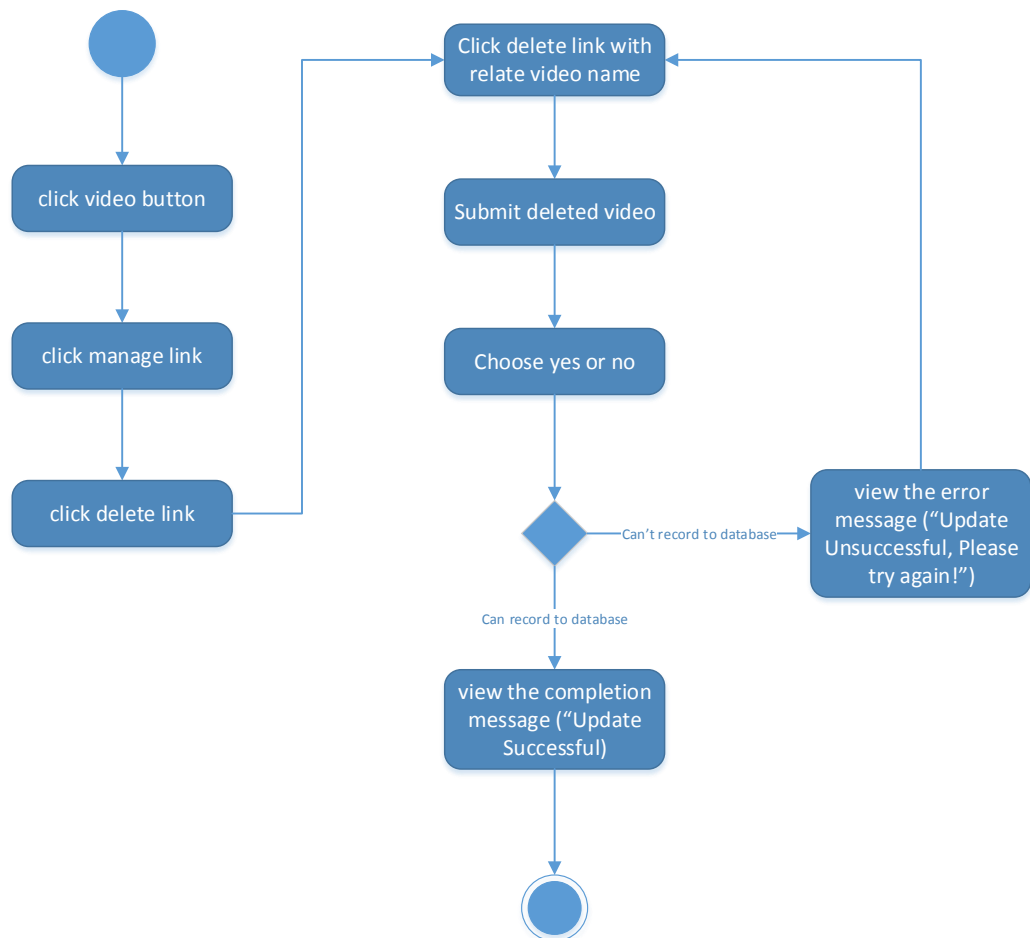 click video button
click manage link
click delete link
Click delete link with
relate video name
Submit deleted video
Choose yes or no
Can't record to database
view the error
message (“Update
Unsuccessful, Please
try again!”)
Can record to database
view the completion
message (“Update
Successful)